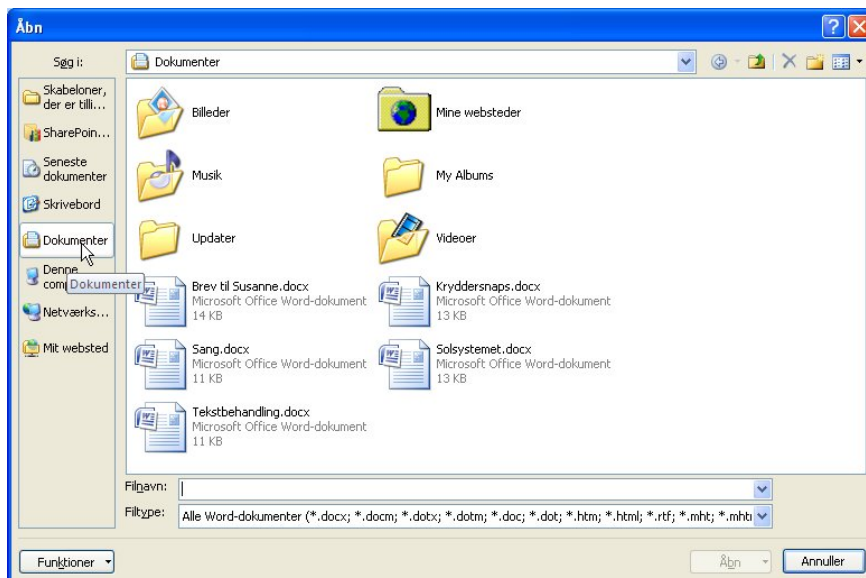 Åbn
Søg i:
Dokumenter
Skabeloner,
der er tilli...
SharePoin...
Seneste
dokumenter
Skrivebord
Dokumenter
Denne
comp
Dokumenter
Netværks...
Mit websted
Billeder
Mine websteder
Musik
My Albums
Updater
Videoer
Brev til Susanne.docx
Microsoft Office Word-dokument
14 KB
Kryddersnaps.docx
Microsoft Office Word-dokument
13 KB
Sang.docx
Microsoft Office Word-dokument
11 KB
Solsystemet.docx
Microsoft Office Word-dokument
13 KB
Tekstbehandling.docx
Microsoft Office Word-dokument
11 KB
Filnavn:
Filtype:
Alle Word-dokumenter (*.docx; *.docm; *.dotx; *.dotm; *.doc; *.dot; *.htm; *.html; *.rtf; *.mht; *.mhtı
Funktioner
Åbn
Annuller